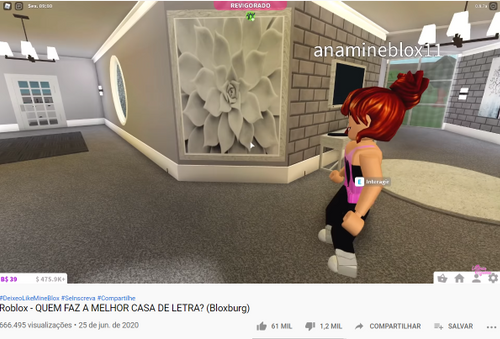 REVIGORADO
anamineblox11
E Interage
B$ 39
$ 475.9K+
#DeixeoLikeMineBlox #SeInscreva #Compartilhe
Roblox - QUEM FAZ A MELHOR CASA DE LETRA? (Bloxburg)
666.495 visualizações • 25 de jun. de 2020
61 MIL
1,2 MIL
COMPARTILHAR
SALVAR